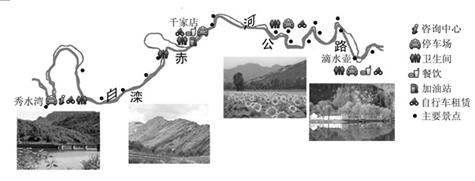 千家店
河
公
路
赤
滦
白
滴水壶
秀水湾
咨询中心
停车场
卫生间
餐饮
加油站
自行车租赁
主要景点